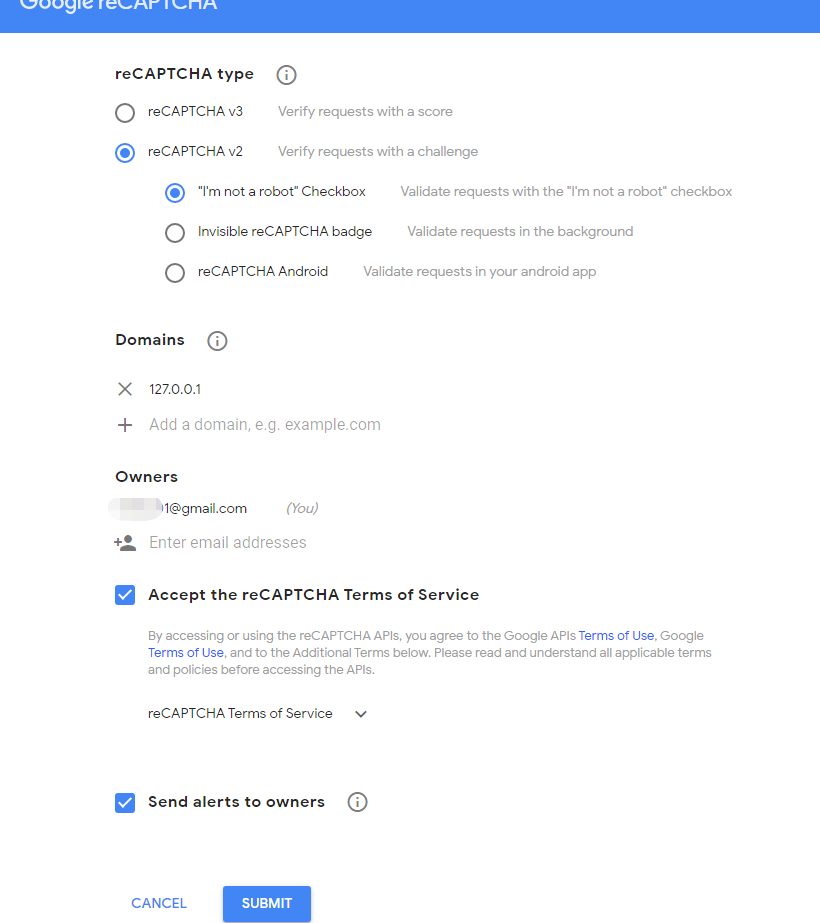 Google reCAPTCHA
reCAPTCHA type
reCAPTCHA v3 Verify requests with a score
reCAPTCHA v2 Verify requests with a challenge
"I'm not a robot" Checkbox Validate requests with the "I'm not a robot" checkbox
Invisible reCAPTCHA badge Validate requests in the background
reCAPTCHA Android Validate requests in your android app
Domains
127.0.0.1
Add a domain, e.g. example.com
Owners
1@gmail.com (You)
Enter email addresses
Accept the reCAPTCHA Terms of Service
By accessing or using the reCAPTCHA APIs, you agree to the Google APIs Terms of Use, Google
Terms of Use, and to the Additional Terms below. Please read and understand all applicable terms
and policies before accessing the APIs.
reCAPTCHA Terms of Service
Send alerts to owners
CANCEL SUBMIT